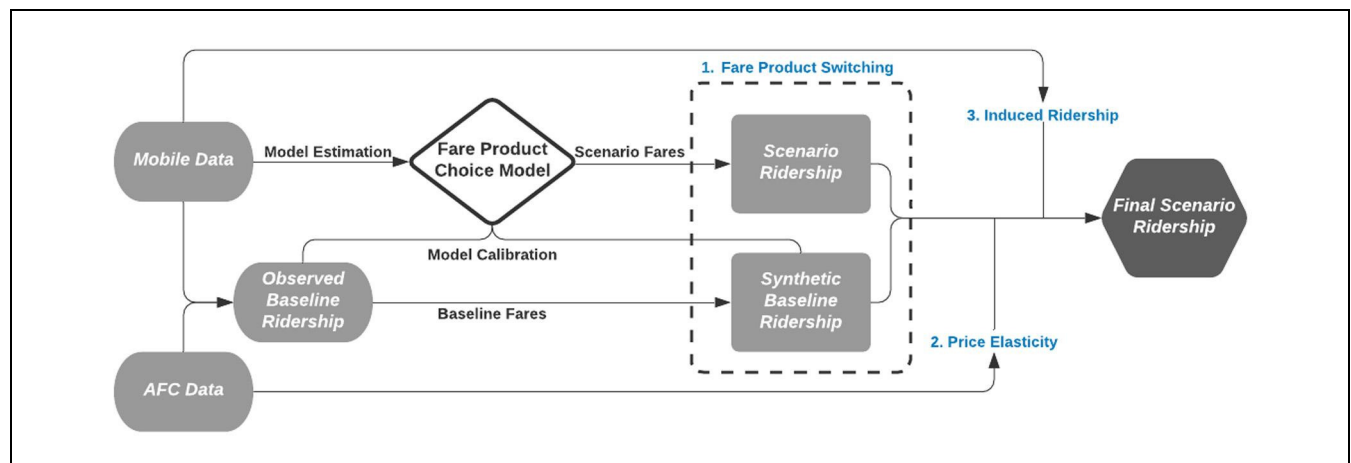 1. Fare Product Switching
3. Induced Ridership
Mobile Data
Model Estimation
Fare Product
Choice Model
Scenario Fares
Scenario
Ridership
Final Scenario
Ridership
Model Calibration
Observed
Baseline
Ridership
Baseline Fares
Synthetic
Baseline
Ridership
2. Price Elasticity
AFC Data